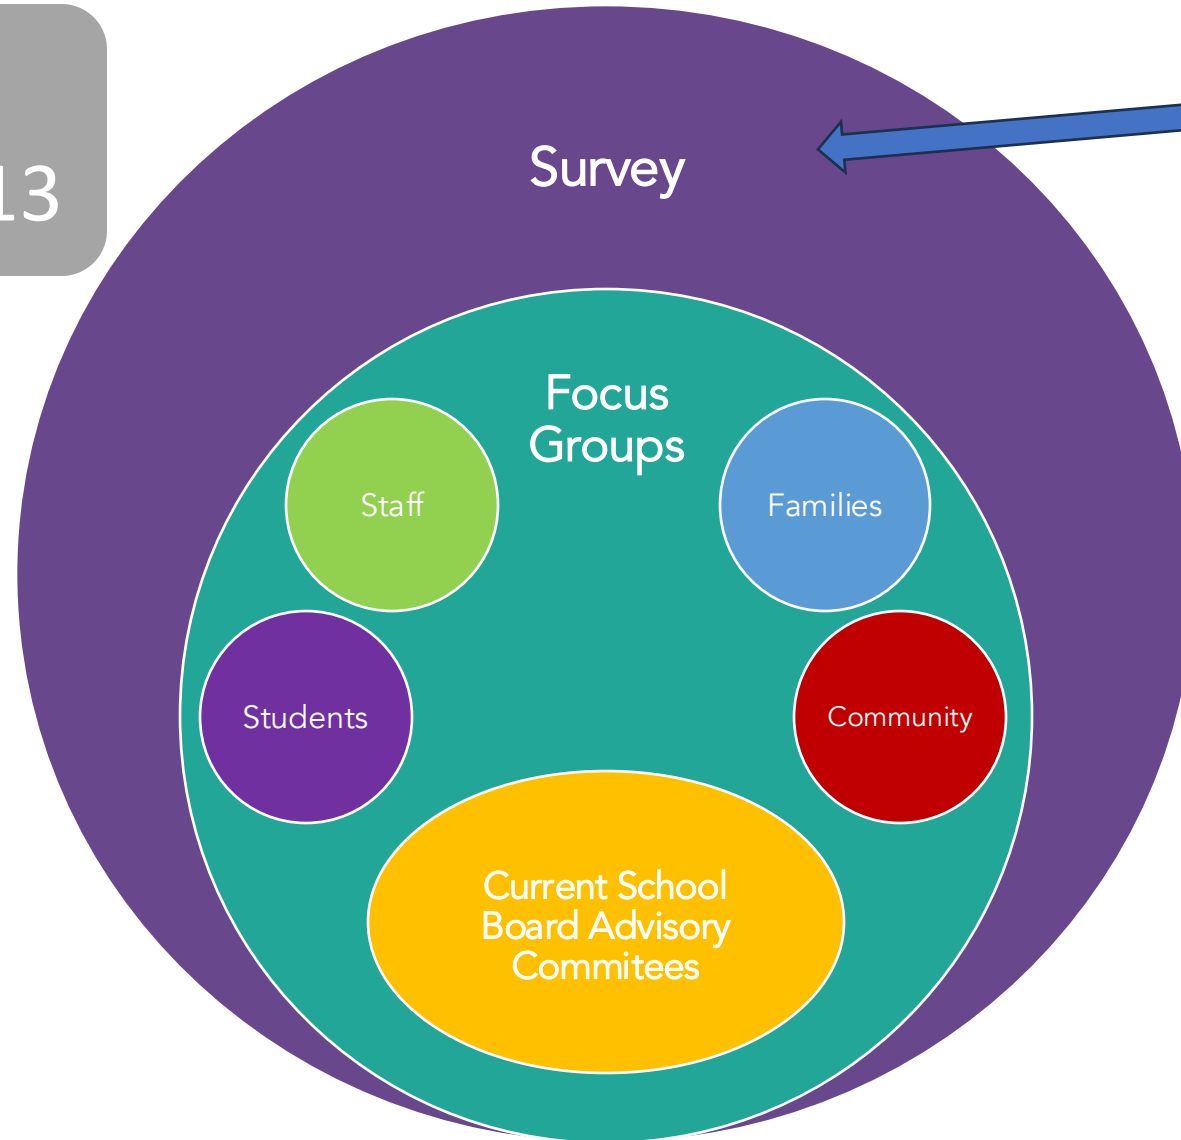 13
Survey
Focus
Groups
Staff
Families
Students
Community
Current School
Board Advisory
Commitees